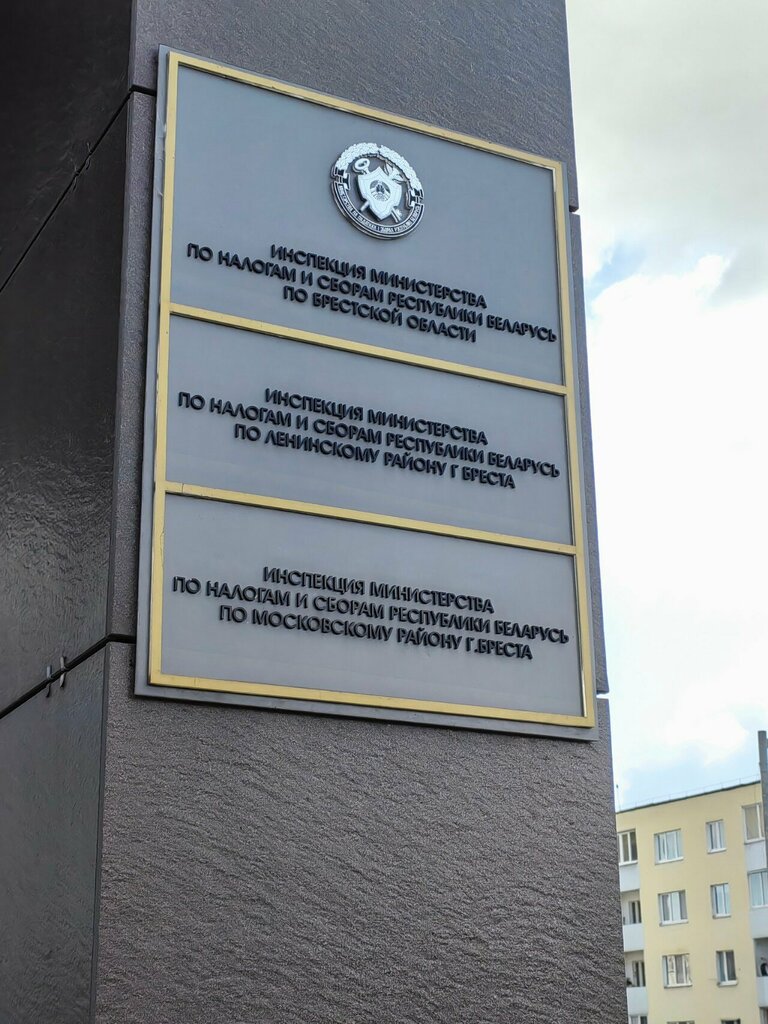 ИНСПЕКЦИЯ МИНИСТЕРСТВА
ПО НАЛОГАМ И СБОРАМ РЕСПУБЛИКИ БЕЛАРУСЬ
ПО БРЕСТСКОЙ ОБЛАСТИ
ИНСПЕКЦИЯ МИНИСТЕРСТВА
ПО НАЛОГАМ И СБОРАМ РЕСПУБЛИКИ БЕЛАРУСЬ
ПО ЛЕНИНСКОМУ РАЙОНУ Г БРЕСТА
ИНСПЕКЦИЯ МИНИСТЕРСТВА
ПО НАЛОГАМ И СБОРАМ РЕСПУБЛИКИ БЕЛАРУСЬ
ПО МОСКОВСКОМУ РАЙОНУ Г.БРЕСТА